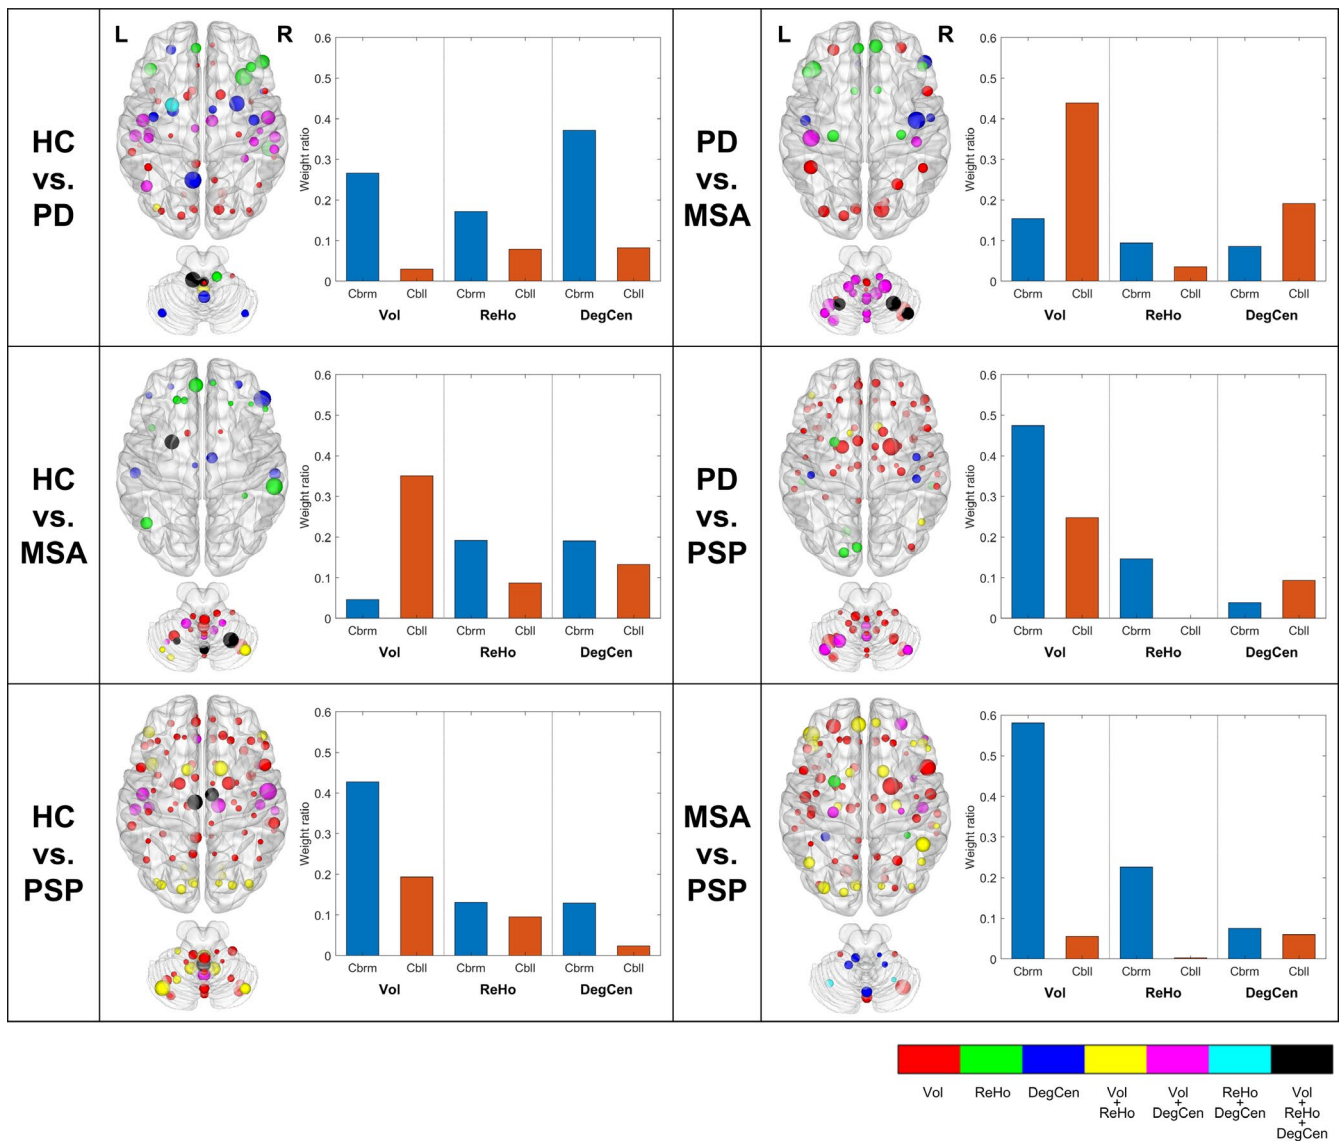 HC
vs.
PD
L
R
Weight ratio
0.6
0.5
0.4
0.3
0.2
0.1
0
Cbrm Cbll Cbrm Cbll Cbrm Cbll
Vol ReHo DegCen
PD
vs.
MSA
L
R
Weight ratio
0.6
0.5
0.4
0.3
0.2
0.1
0
Cbrm Cbll Cbrm Cbll Cbrm Cbll
Vol ReHo DegCen
HC
vs.
MSA
Weight ratio
0.6
0.5
0.4
0.3
0.2
0.1
0
Cbrm Cbll Cbrm Cbll Cbrm Cbll
Vol ReHo DegCen
PD
vs.
PSP
Weight ratio
0.6
0.5
0.4
0.3
0.2
0.1
0
Cbrm Cbll Cbrm Cbll Cbrm Cbll
Vol ReHo DegCen
HC
vs.
PSP
Weight ratio
0.6
0.5
0.4
0.3
0.2
0.1
0
Cbrm Cbll Cbrm Cbll Cbrm Cbll
Vol ReHo DegCen
MSA
vs.
PSP
Weight ratio
0.6
0.5
0.4
0.3
0.2
0.1
0
Cbrm Cbll Cbrm Cbll Cbrm Cbll
Vol ReHo DegCen
Vol
ReHo
DegCen
Vol
+
ReHo
Vol
+
DegCen
ReHo
+
DegCen
Vol
+
ReHo
+
DegCen